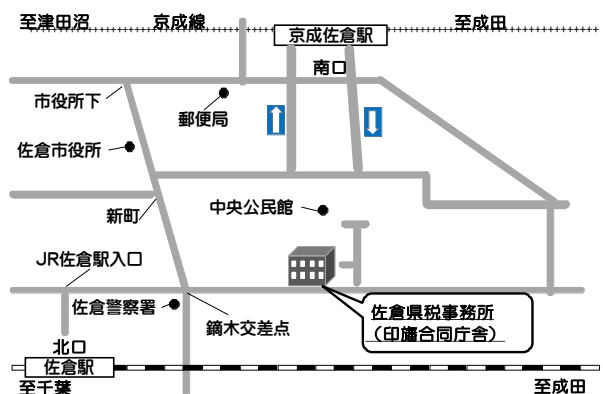 至津田沼
京成線
京成佐倉駅
至成田
南口
市役所下
郵便局
佐倉市役所
新町
中央公民館
JR佐倉駅入口
佐倉警察署
鏑木交差点
佐倉県税事務所
（印旛合同庁舎）
北口
佐倉駅
至千葉
至成田